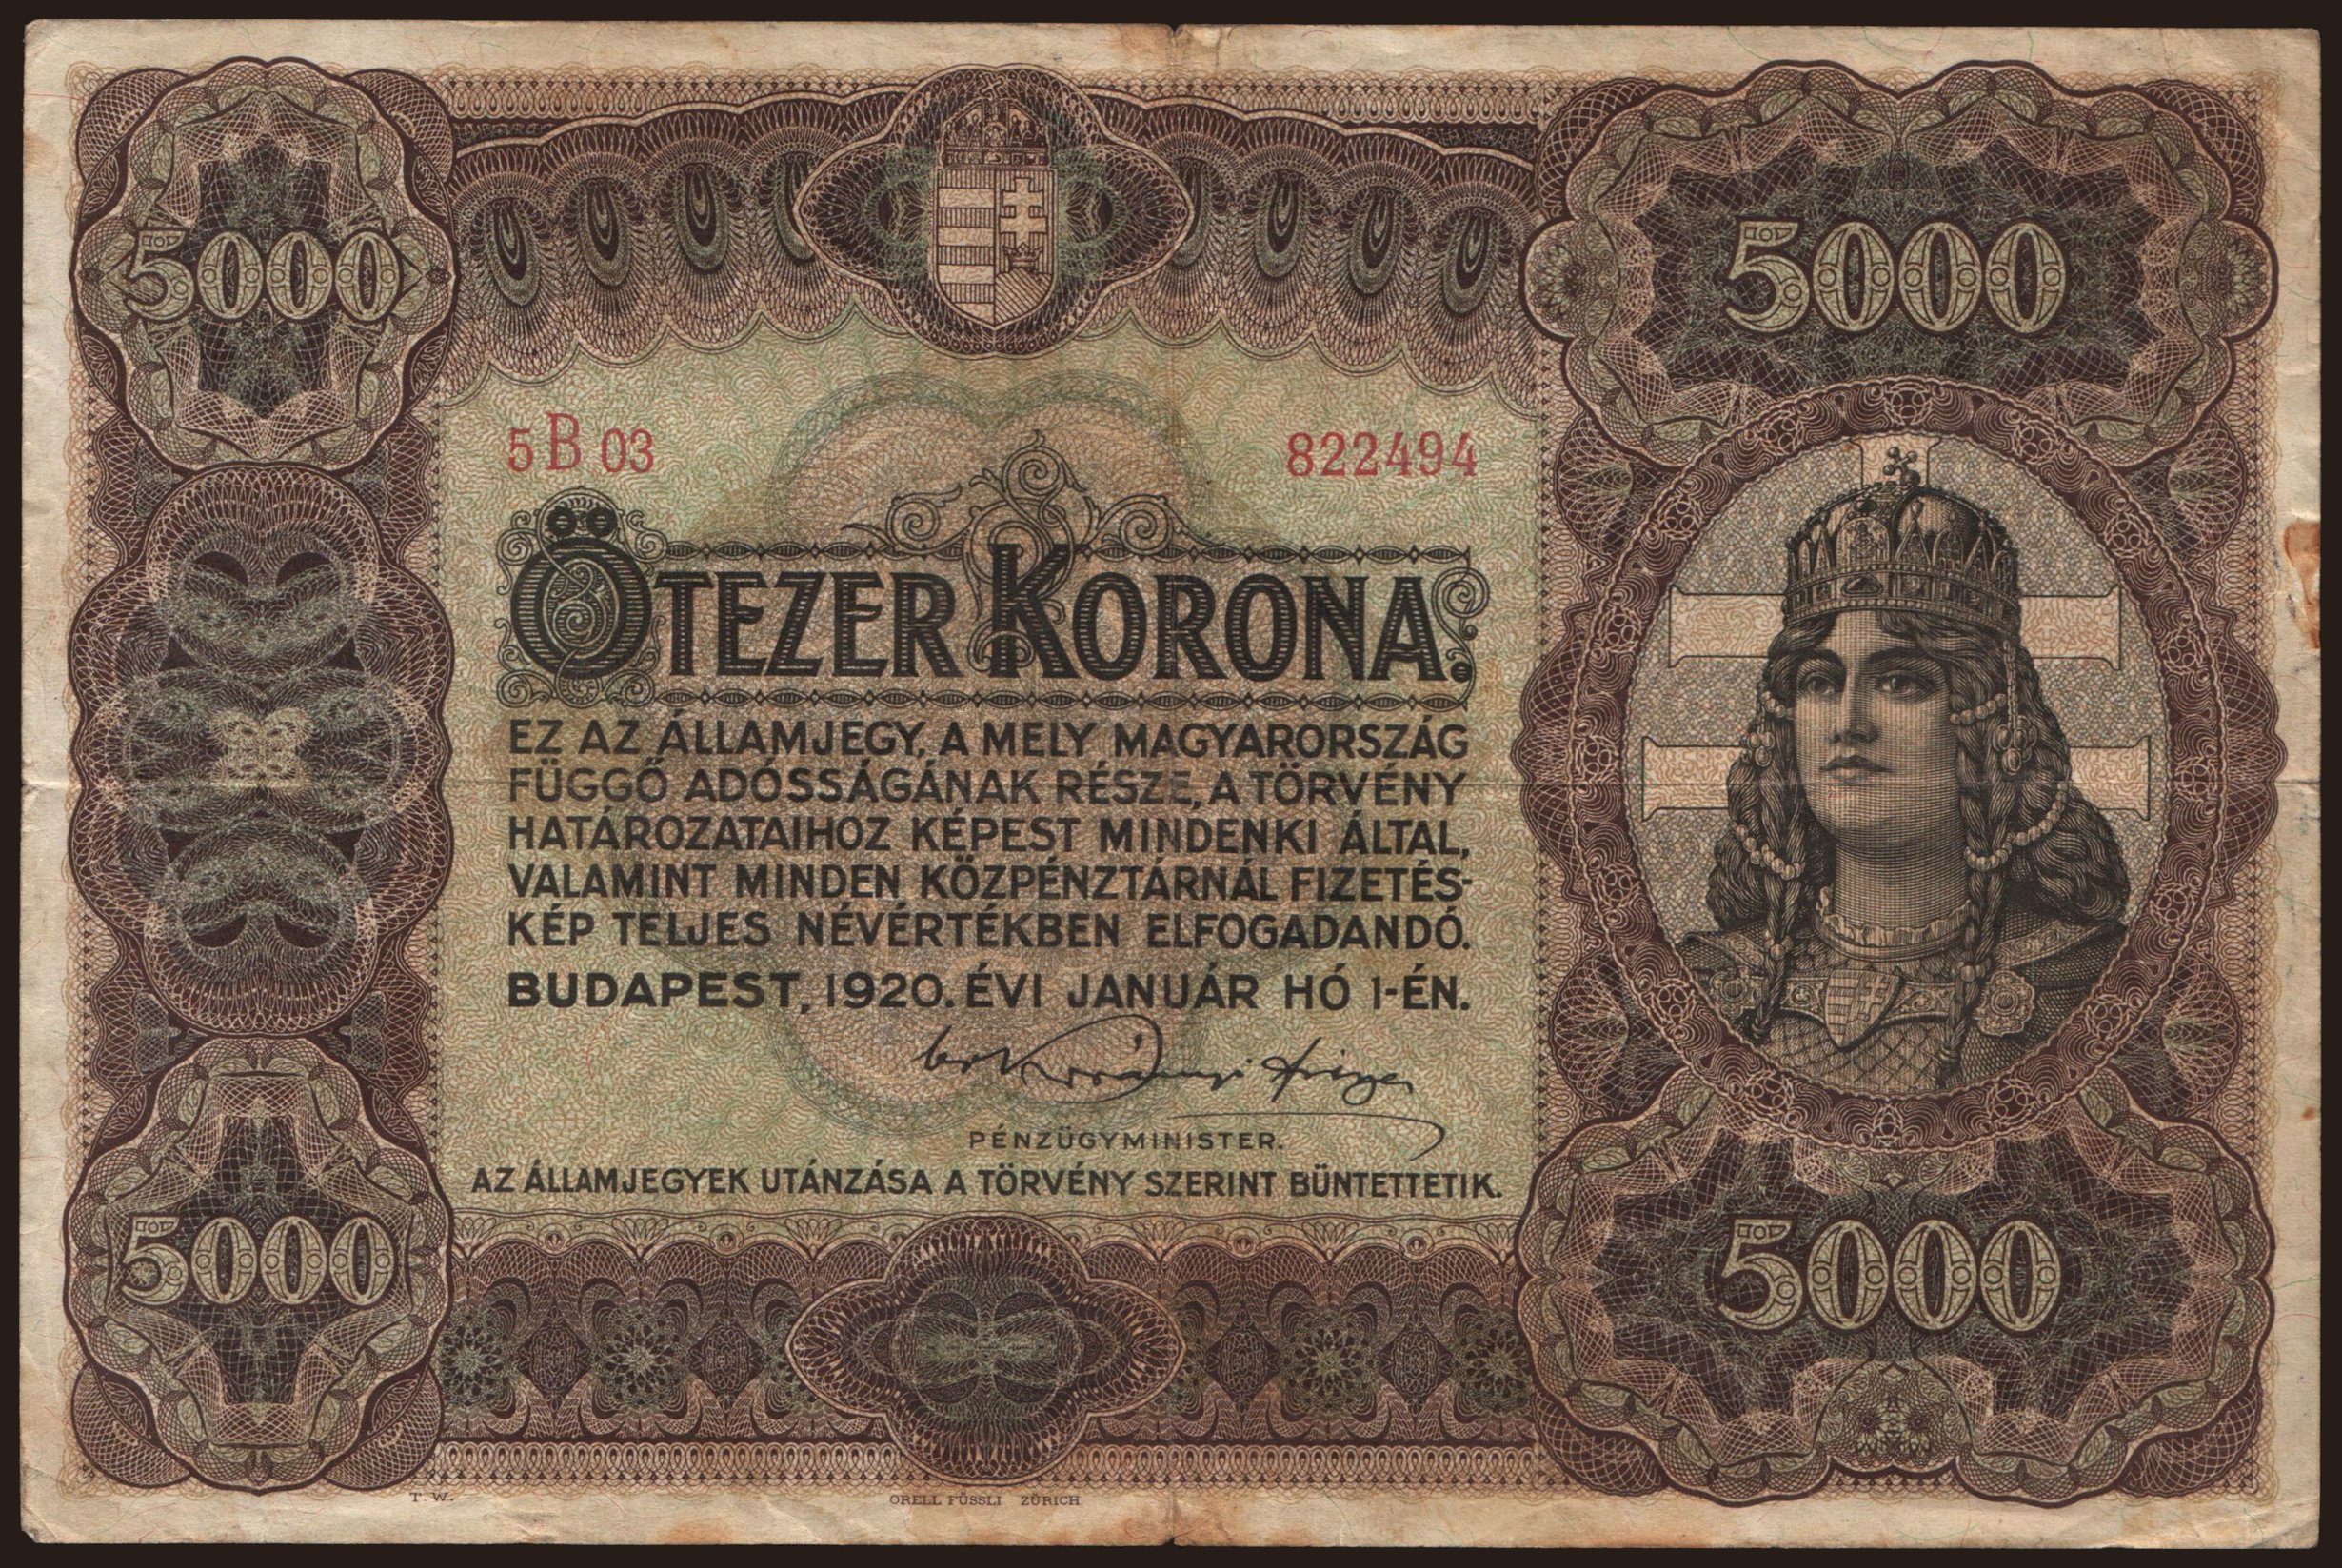 5000
5000
5B 03 822494
ÖTEZER KORONA.
EZ AZ ÁLLAMJEGY, A MELY MAGYARORSZÁG
FÜGGŐ ADÓSSÁGÁNAK RÉSZE, A TÖRVÉNY
HATÁROZATAIHOZ KÉPEST MINDENKI ÁLTAL,
VALAMINT MINDEN KÖZPÉNZTÁRNÁL FIZETÉS-
KÉP TELJES NÉVÉRTÉKBEN ELFOGADANDÓ.
BUDAPEST, 1920. ÉVI JANUÁR HÓ 1-ÉN.
PÉNZÜGYMINISTER.
AZ ÁLLAMJEGYEK UTÁNZÁSA A TÖRVÉNY SZERINT BÜNTETTETIK.
5000
5000
T. W. ORELL FÜSSLI ZÜRICH